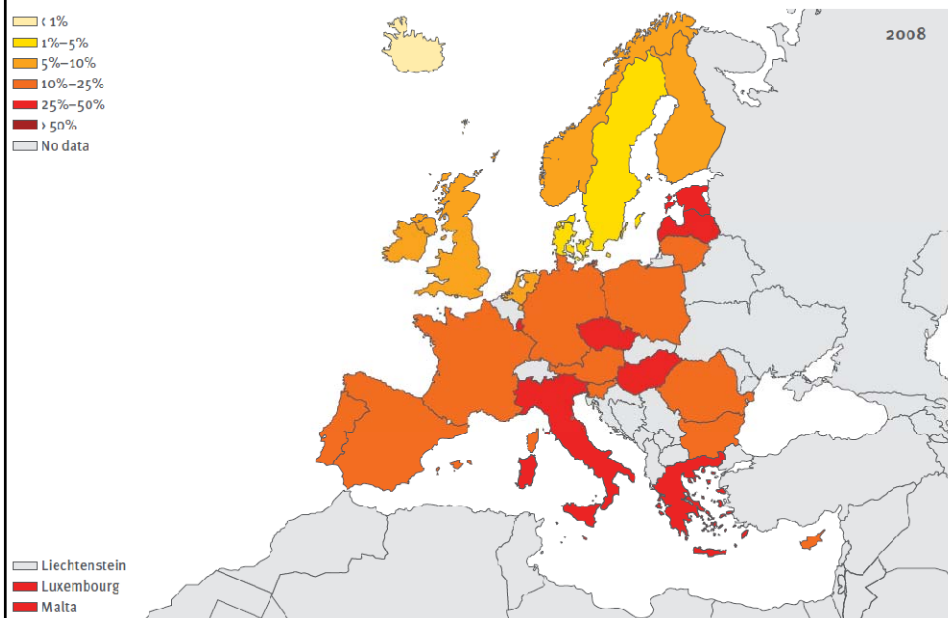 < 1%
1%–5%
5%–10%
10%–25%
25%–50%
> 50%
No data
2008
Liechtenstein
Luxembourg
Malta